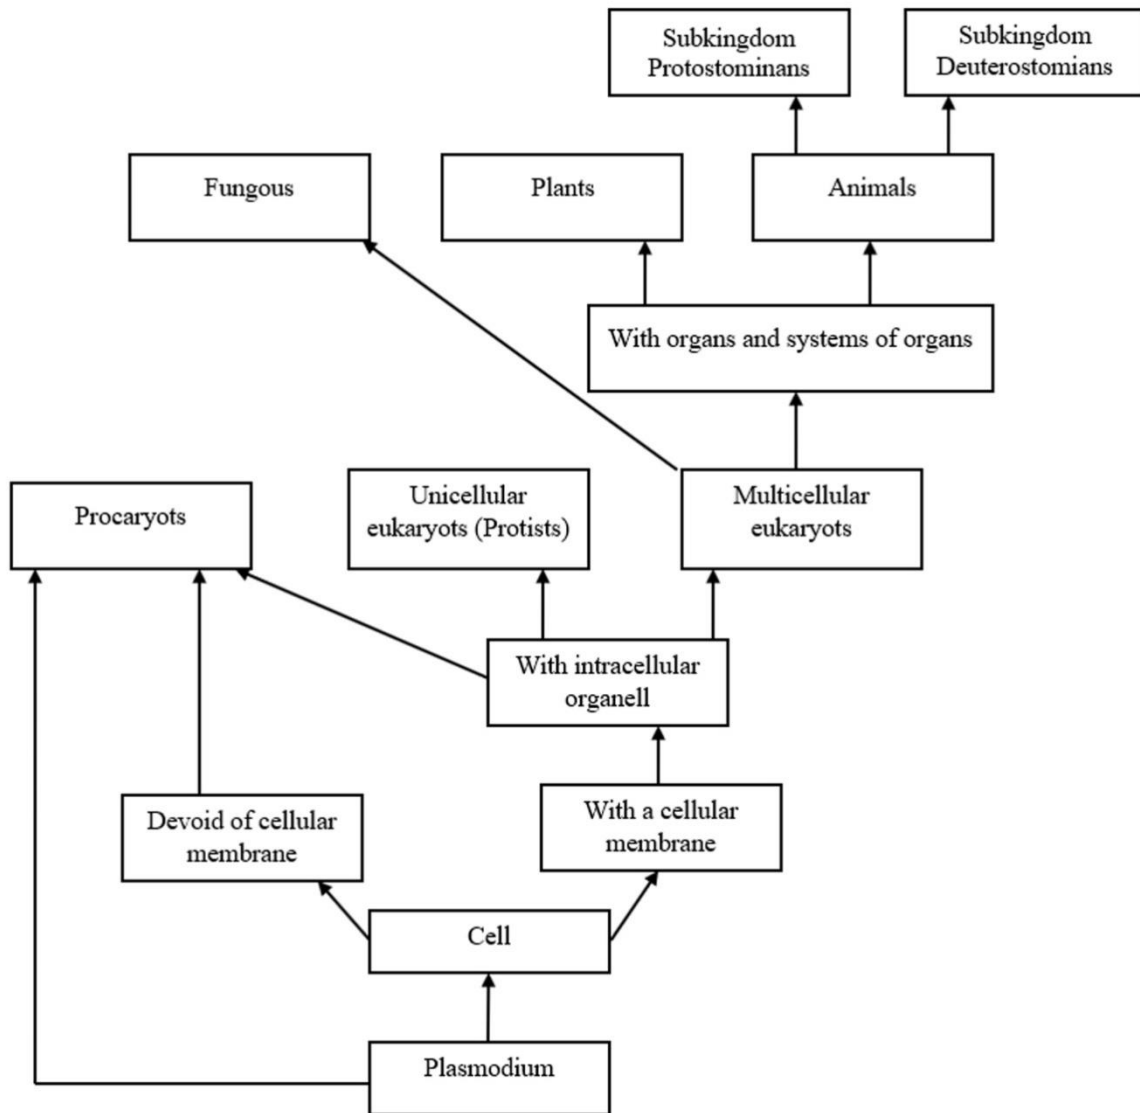 Subkingdom
Protostominans
Subkingdom
Deuterostomians
Fungous
Plants
Animals
With organs and systems of organs
Procaryots
Unicellular
eukaryots (Protists)
Multicellular
eukaryots
With intracellular
organell
Devoid of cellular
membrane
With a cellular
membrane
Cell
Plasmodium